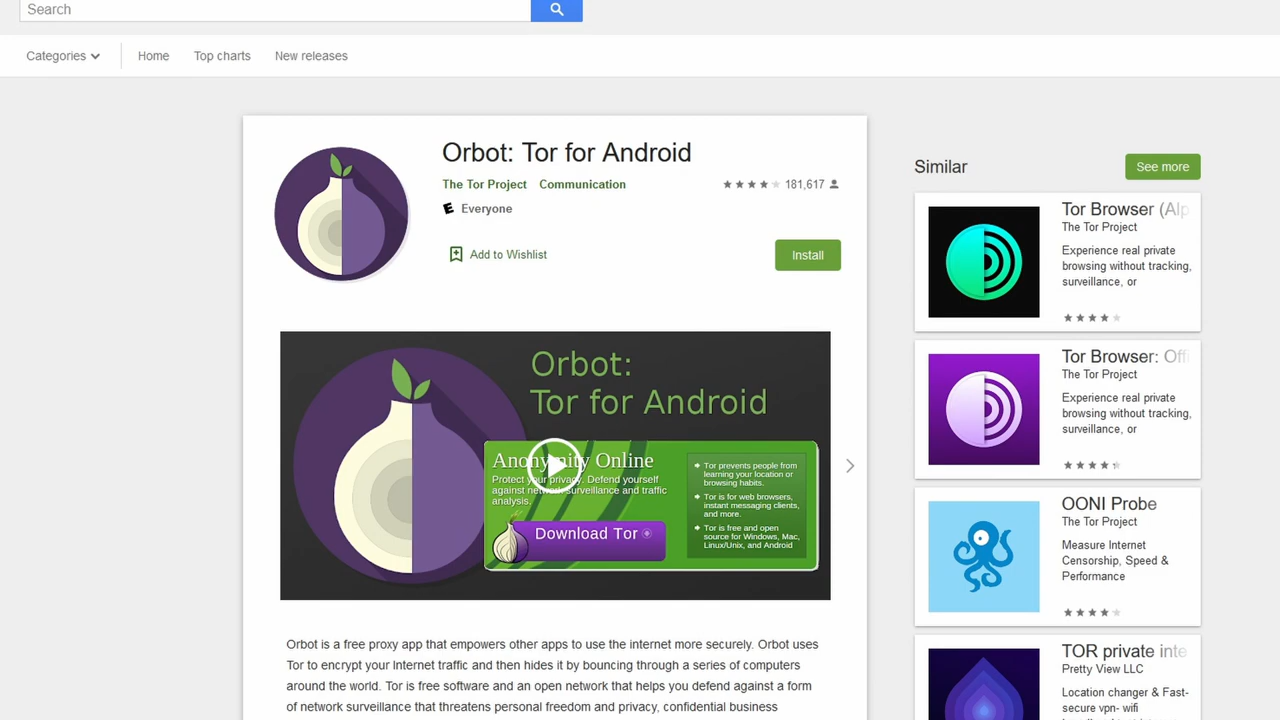 Search
Categories
Home
Top charts
New releases
Orbot: Tor for Android
The Tor Project
Communication
181,617
Everyone
Add to Wishlist
Install
Orbot:
Tor for Android
Anonymity Online
Protect your privacy. Defend yourself
against network surveillance and traffic
analysis.
Download Tor
Tor prevents people from
learning your location or
browsing habits.
Tor is for web browsers,
instant messaging clients,
and more.
Tor is free and open
source for Windows, Mac,
Linux/Unix, and Android
Orbot is a free proxy app that empowers other apps to use the internet more securely. Orbot uses
Tor to encrypt your Internet traffic and then hides it by bouncing through a series of computers
around the world. Tor is free software and an open network that helps you defend against a form
of network surveillance that threatens personal freedom and privacy, confidential business
Similar
See more
Tor Browser (Alp
The Tor Project
Experience real private
browsing without tracking,
surveillance, or
Tor Browser: Offi
The Tor Project
Experience real private
browsing without tracking,
surveillance, or
OONI Probe
The Tor Project
Measure Internet
Censorship, Speed &
Performance
TOR private inte
Pretty View LLC
Location changer & Fast-
secure vpn- wifi